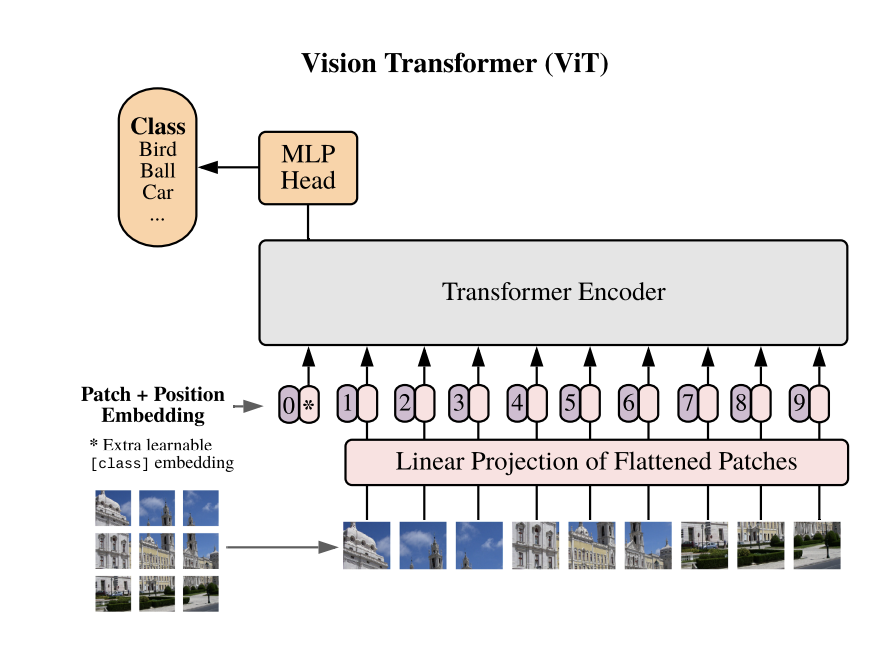 Vision Transformer (ViT)
Class
Bird
Ball
Car
...
MLP
Head
Transformer Encoder
Patch + Position
Embedding
0 * 1 2 3 4 5 6 7 8 9
* Extra learnable
[class] embedding
Linear Projection of Flattened Patches